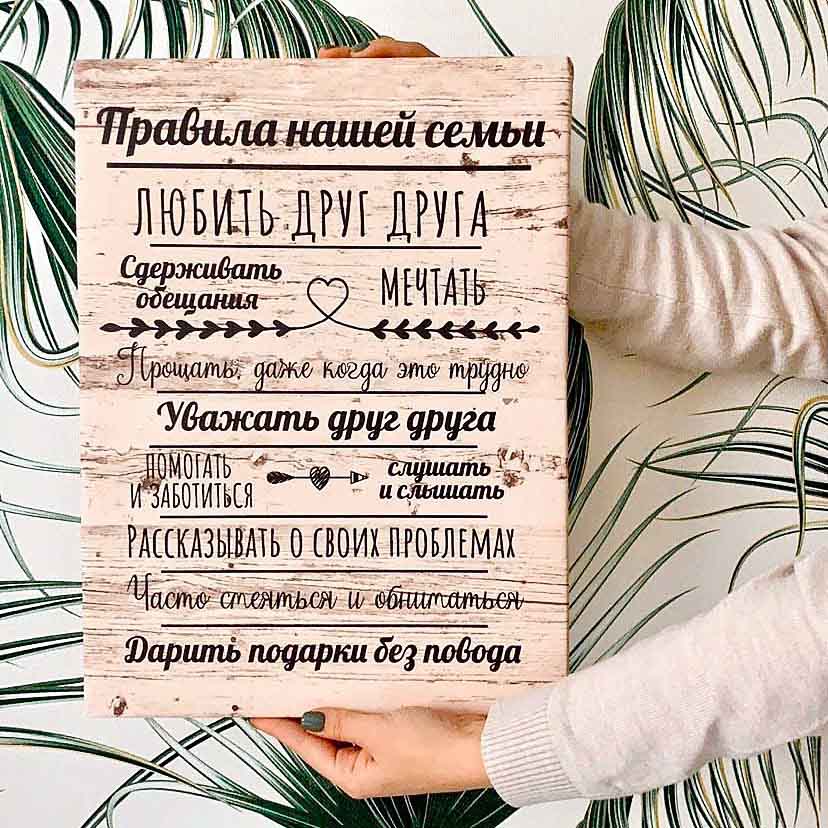 Правила нашей семьи
ЛЮБИТЬ ДРУГ ДРУГА
Сдерживать
обещания
МЕЧТАТЬ
Прощать, даже когда это трудно
Уважать друг друга
ПОМОГАТЬ
И ЗАБОТИТЬСЯ
слушать
и слышать
РАССКАЗЫВАТЬ О СВОИХ ПРОБЛЕМАХ
Часто смеяться и обниматься
Дарить подарки без повода